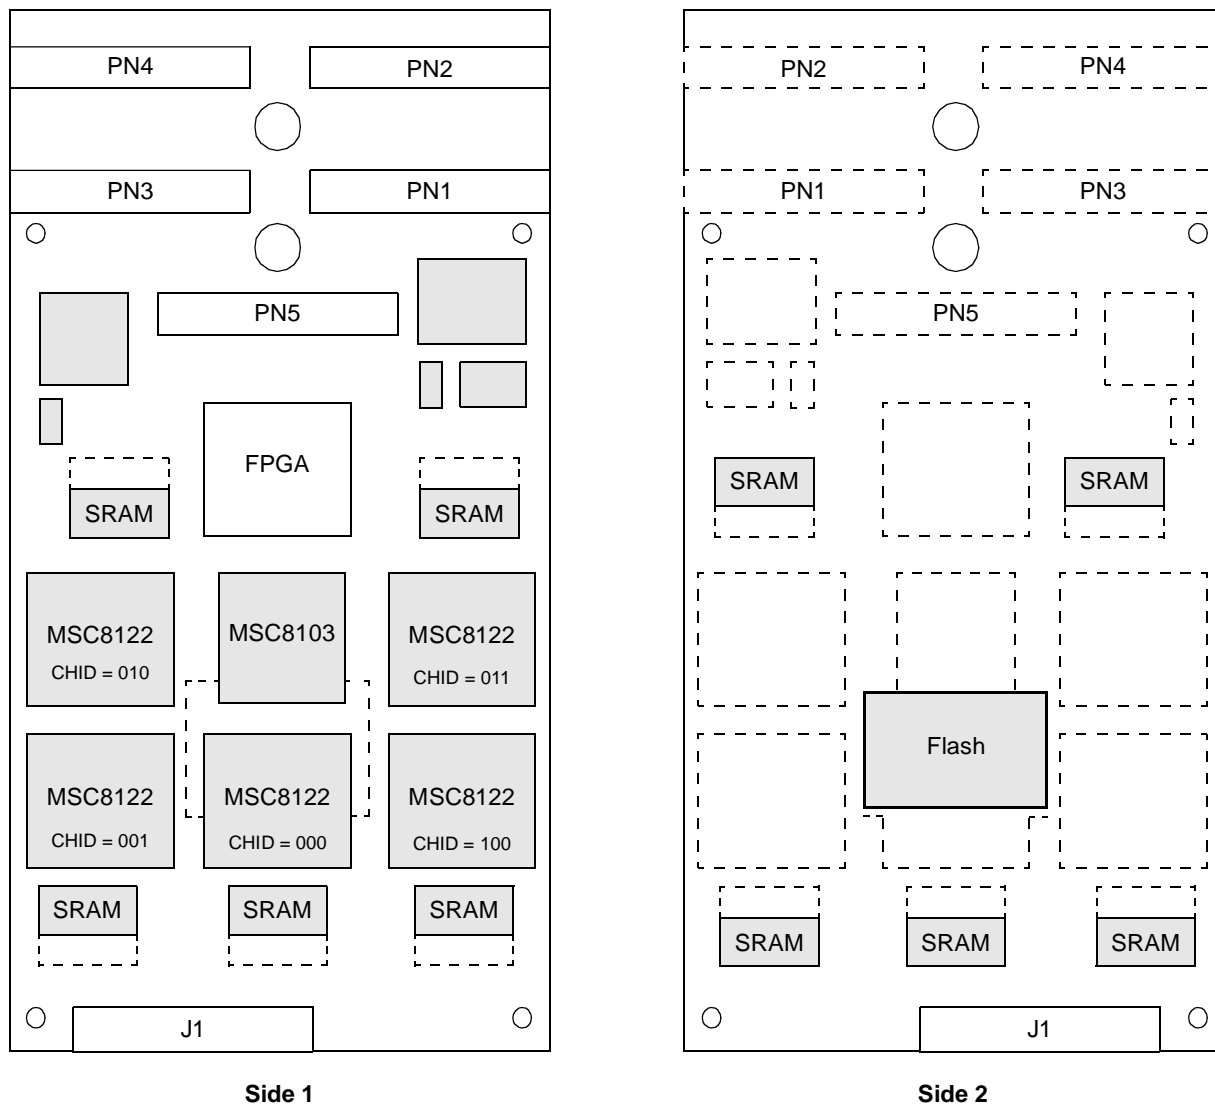 PN4
PN2
PN3
PN1
PN5
FPGA
SRAM
SRAM
MSC8122
CHID = 010
MSC8103
MSC8122
CHID = 011
MSC8122
CHID = 001
MSC8122
CHID = 000
MSC8122
CHID = 100
SRAM
SRAM
SRAM
J1
Side 1
PN2
PN4
PN1
PN3
PN5
SRAM
SRAM
Flash
SRAM
SRAM
SRAM
J1
Side 2